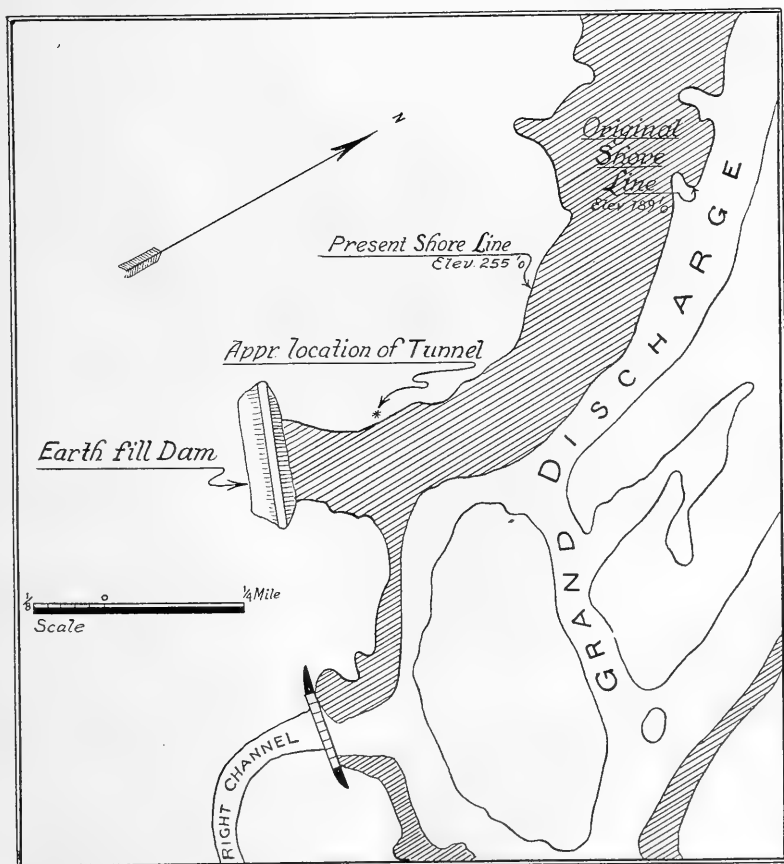 N
Original
Shore
Line
Elev. 189'.0
Present Shore Line
Elev. 255'.0
Appr. location of Tunnel
Earth fill Dam
GRAND DISCHARGE
1/8 0 1/4 Mile
Scale
RIGHT CHANNEL